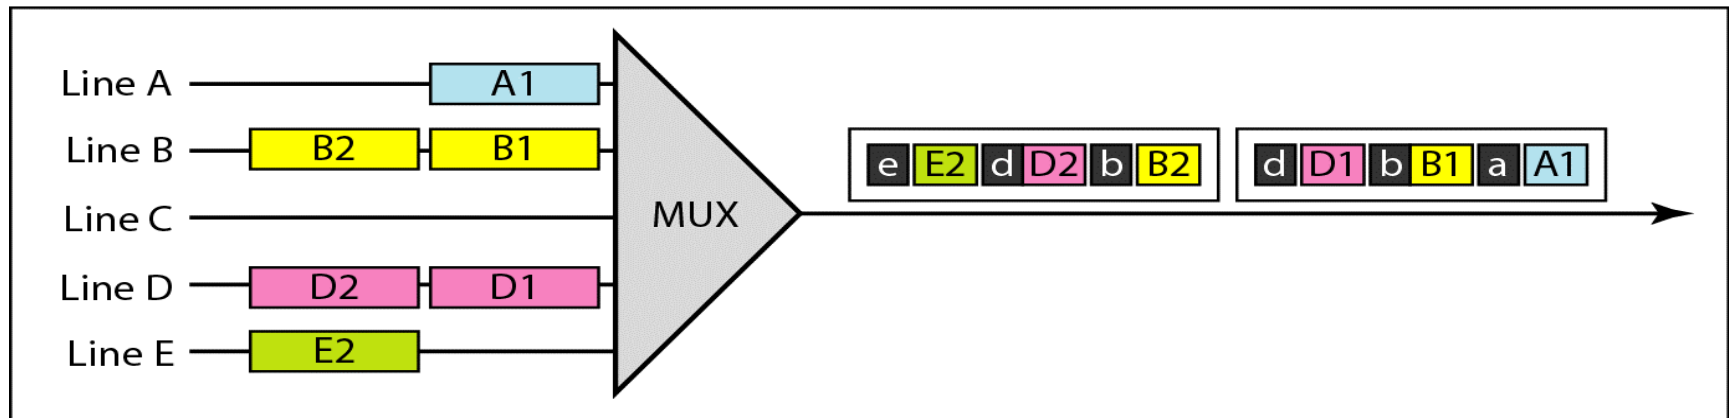 Line A A1
Line B B2 B1
Line C
Line D D2 D1
Line E E2
MUX
e E2 d D2 b B2 d D1 b B1 a A1